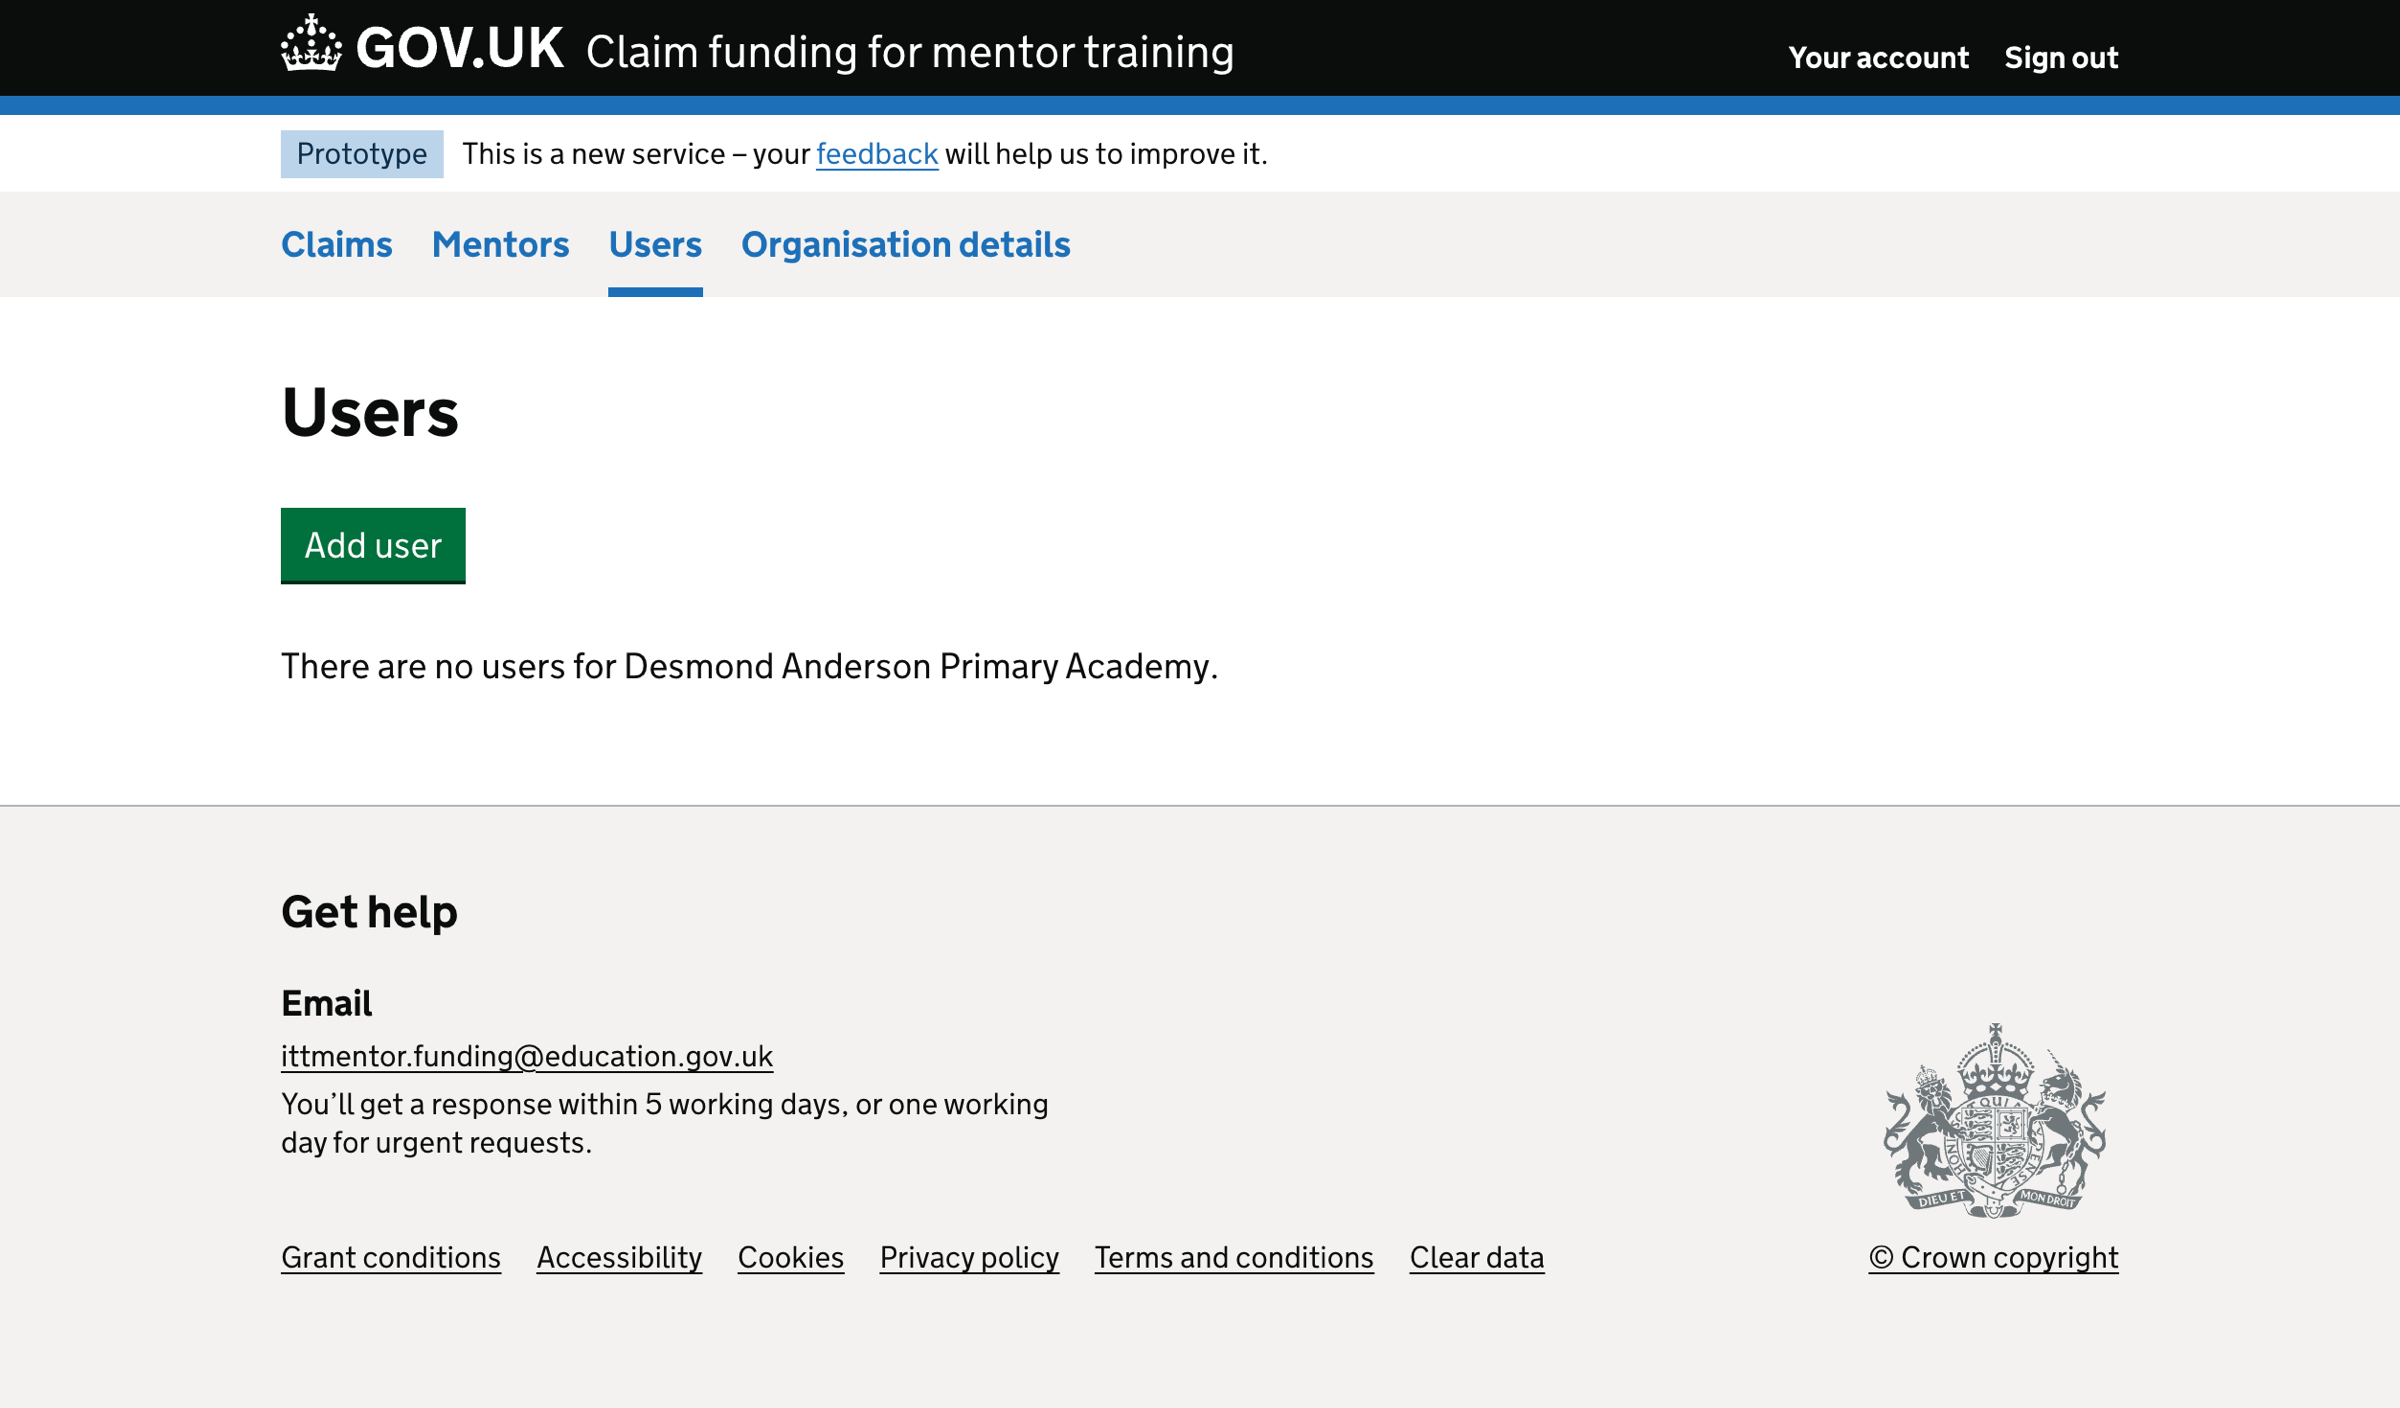 GOV.UK Claim funding for mentor training
Your account Sign out
Prototype This is a new service – your feedback will help us to improve it.
Claims Mentors Users Organisation details
Users
Add user
There are no users for Desmond Anderson Primary Academy.
Get help
Email
ittmentor.funding@education.gov.uk
You’ll get a response within 5 working days, or one working
day for urgent requests.
DIEU ET MON DROIT
Grant conditions Accessibility Cookies Privacy policy Terms and conditions Clear data
© Crown copyright